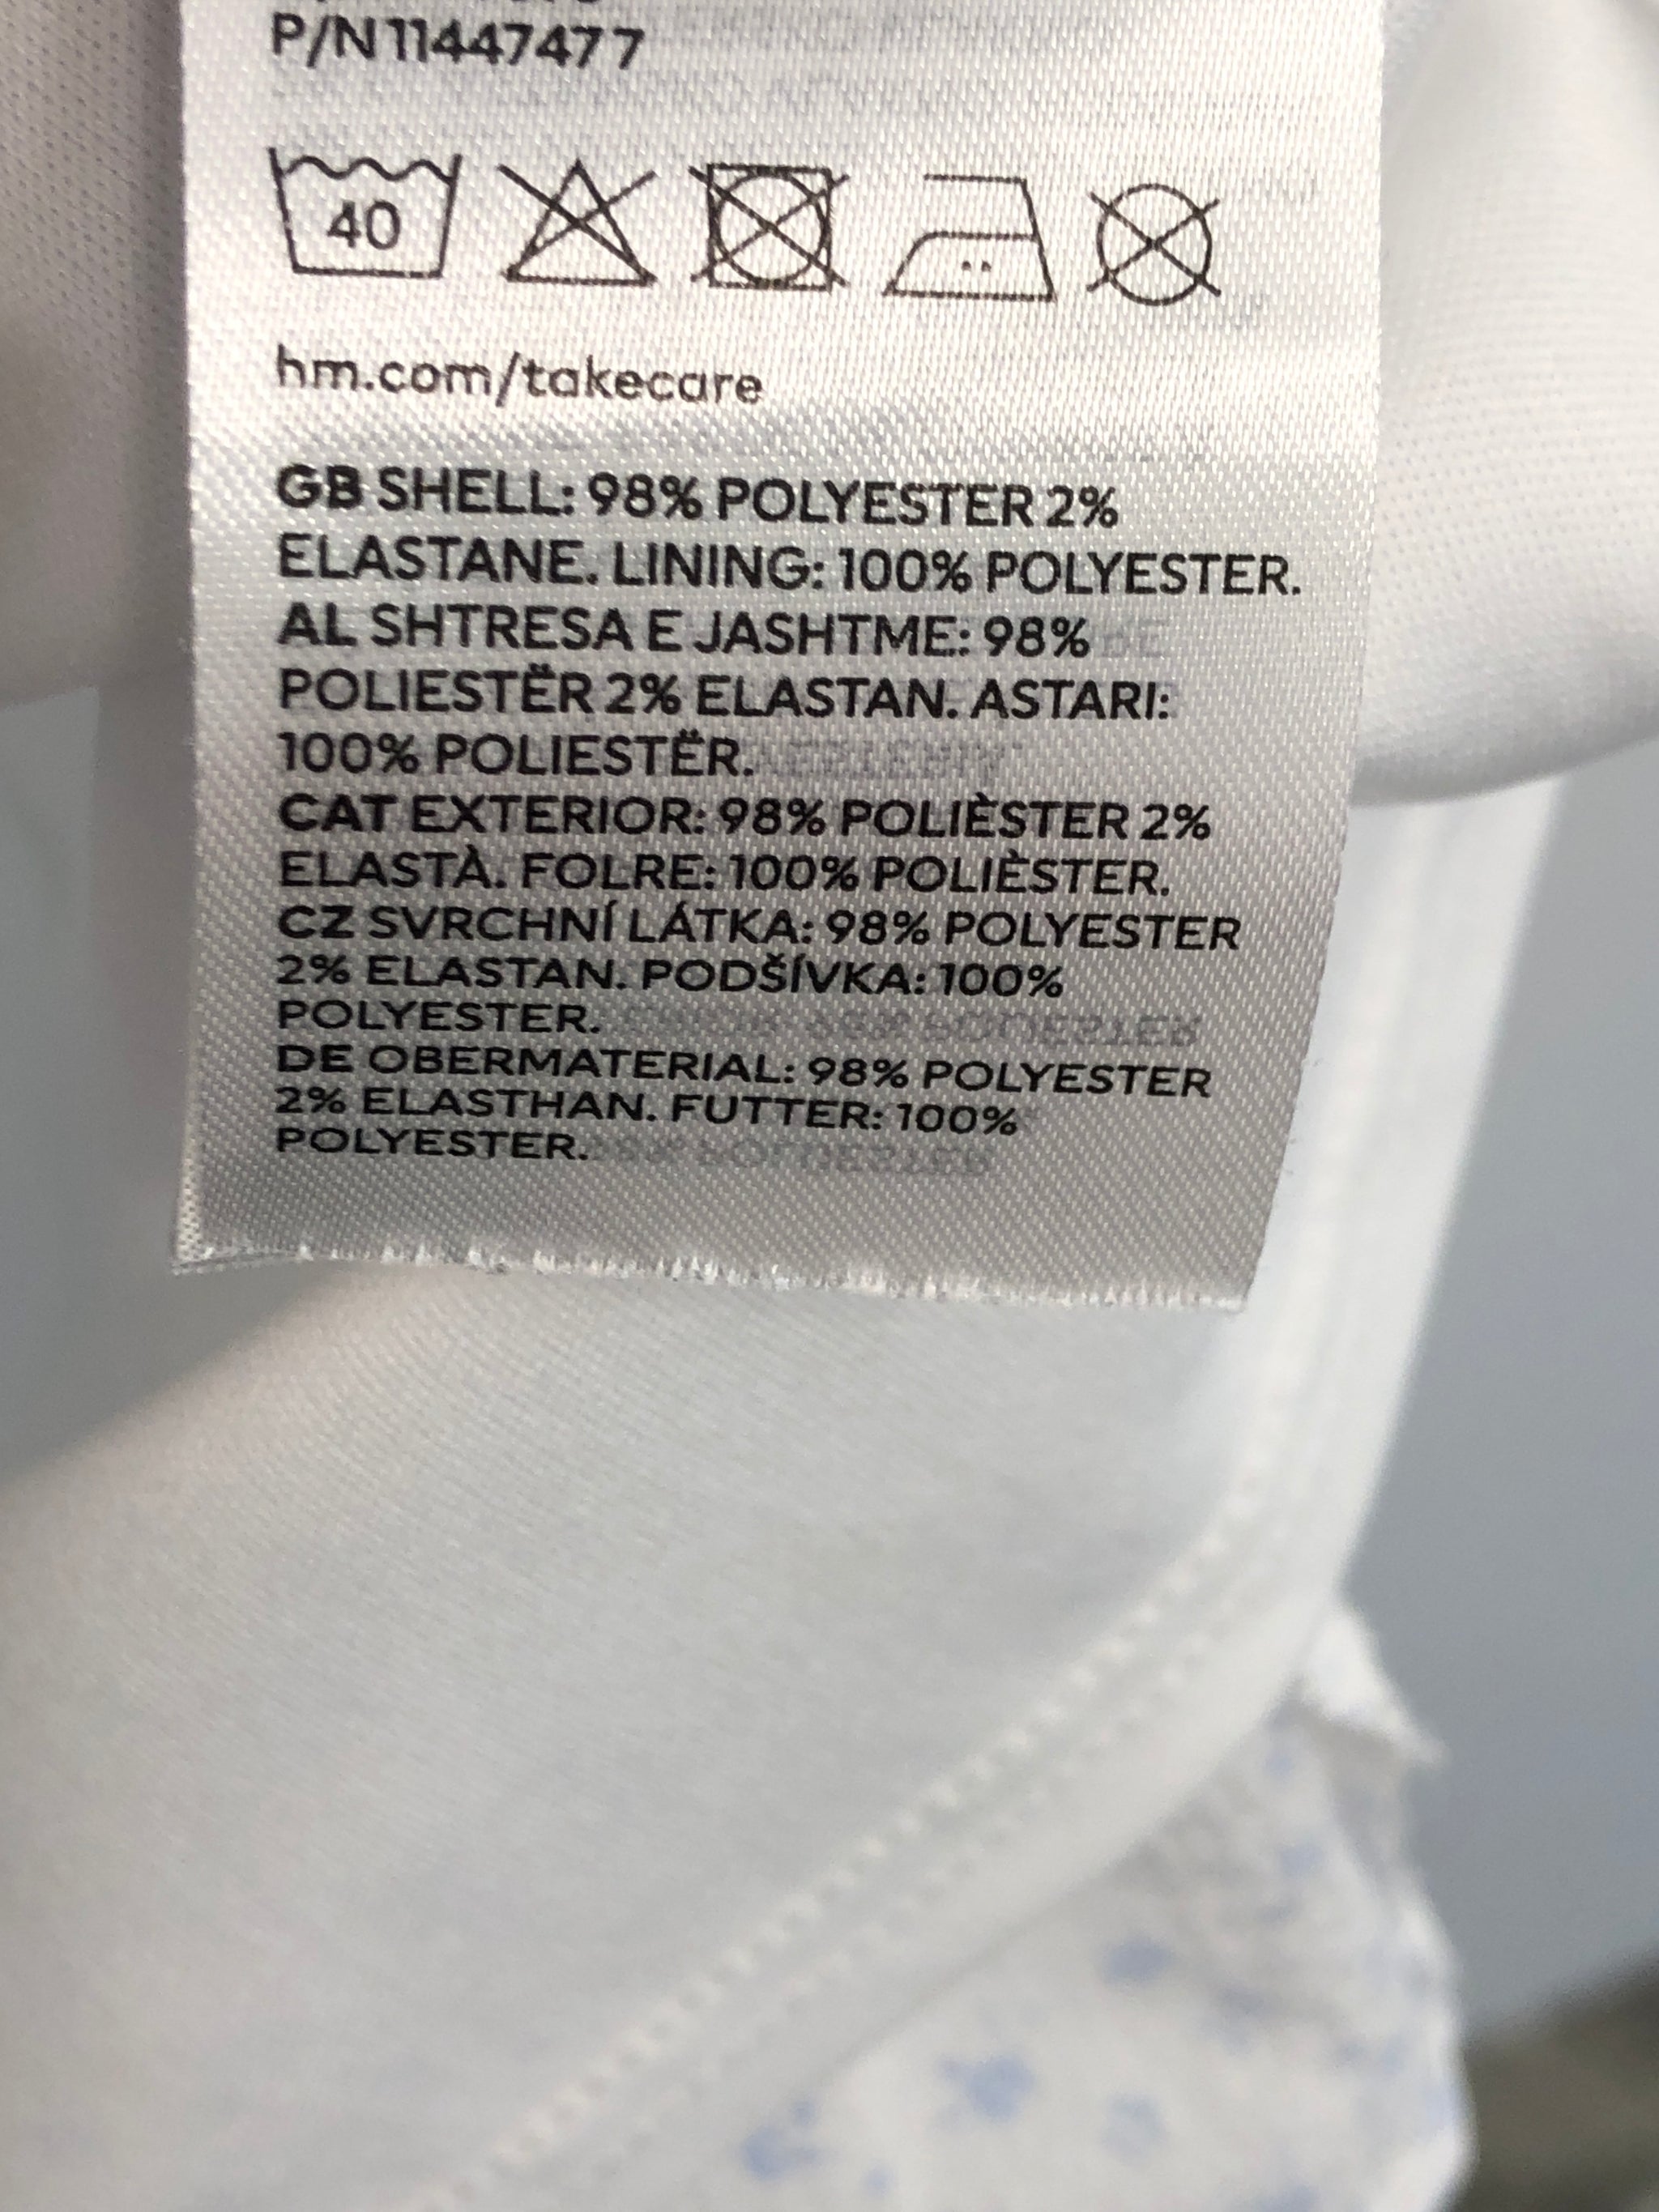 P/N 11447477
40
hm.com/takecare
GB SHELL: 98% POLYESTER 2%
ELASTANE. LINING: 100% POLYESTER.
AL SHTRESA E JASHTME: 98%
POLIESTËR 2% ELASTAN. ASTARI:
100% POLIESTËR.
CAT EXTERIOR: 98% POLIÈSTER 2%
ELASTÀ. FOLRE: 100% POLIÈSTER.
CZ SVRCHNÍ LÁTKA: 98% POLYESTER
2% ELASTAN. PODŠÍVKA: 100%
POLYESTER.
DE OBERMATERIAL: 98% POLYESTER
2% ELASTHAN. FUTTER: 100%
POLYESTER.